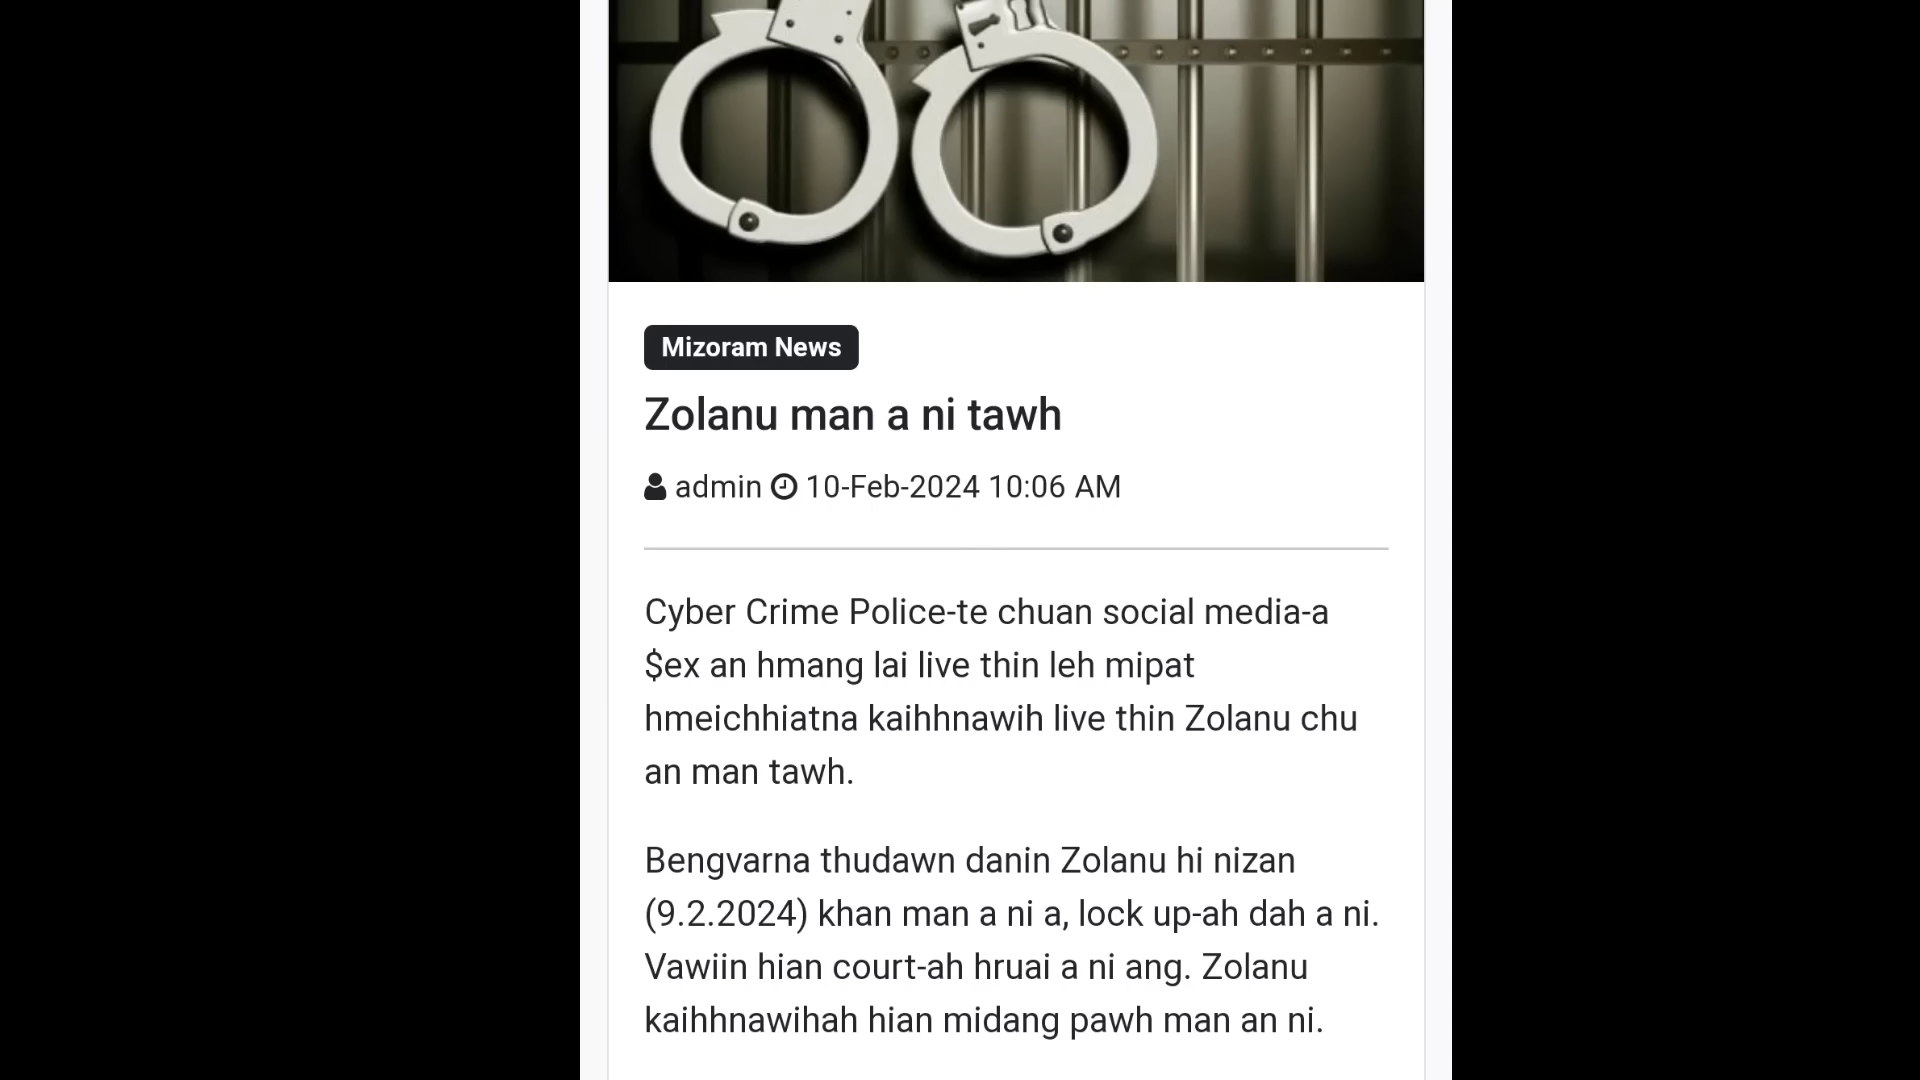 Mizoram News
Zolanu man a ni tawh
admin 10-Feb-2024 10:06 AM
Cyber Crime Police-te chuan social media-a
$ex an hmang lai live thin leh mipat
hmeichhiatna kaihhnawih live thin Zolanu chu
an man tawh.
Bengvarna thudawn danin Zolanu hi nizan
(9.2.2024) khan man a ni a, lock up-ah dah a ni.
Vawiin hian court-ah hruai a ni ang. Zolanu
kaihhnawihah hian midang pawh man an ni.